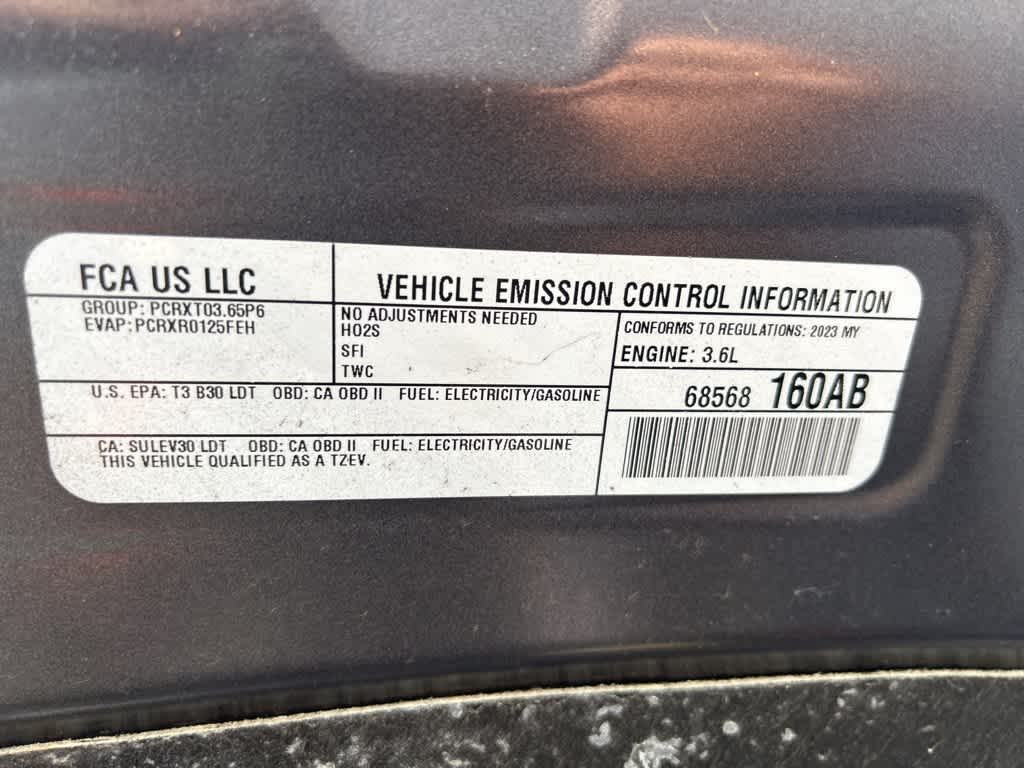 FCA US LLC
VEHICLE EMISSION CONTROL INFORMATION
GROUP: PCRXT03.65P6
EVAP: PCRXR0125FEH
NO ADJUSTMENTS NEEDED
HO2S
SFI
TWC
CONFORMS TO REGULATIONS: 2023 MY
ENGINE: 3.6L
U.S. EPA: T3 B30 LDT OBD: CA OBD II FUEL: ELECTRICITY/GASOLINE
68568 160AB
CA: SULEV30 LDT OBD: CA OBD II FUEL: ELECTRICITY/GASOLINE
THIS VEHICLE QUALIFIED AS A TZEV.